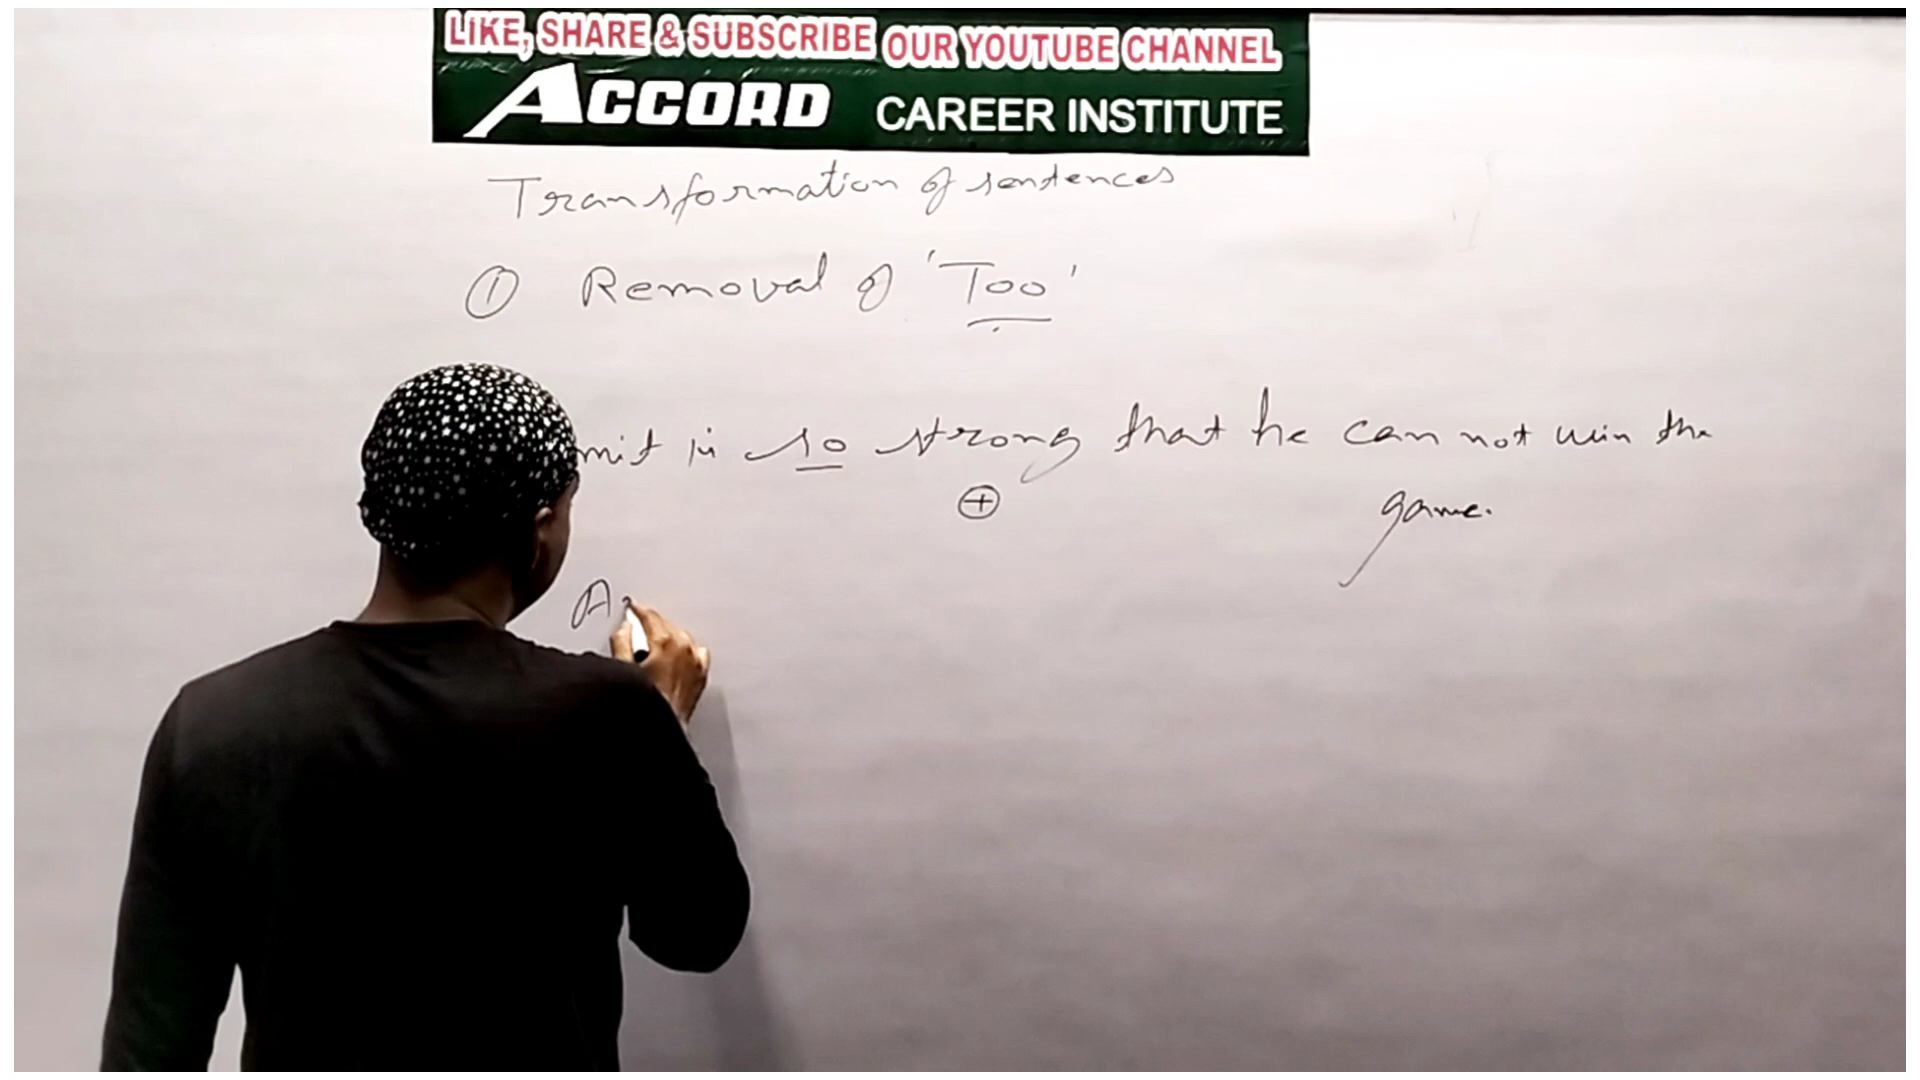 LIKE, SHARE & SUBSCRIBE OUR YOUTUBE CHANNEL
ACCORD CAREER INSTITUTE
Transformation of sentences
① Removal of 'Too'
mit is so strong that he can not win the
⊕ game.
A